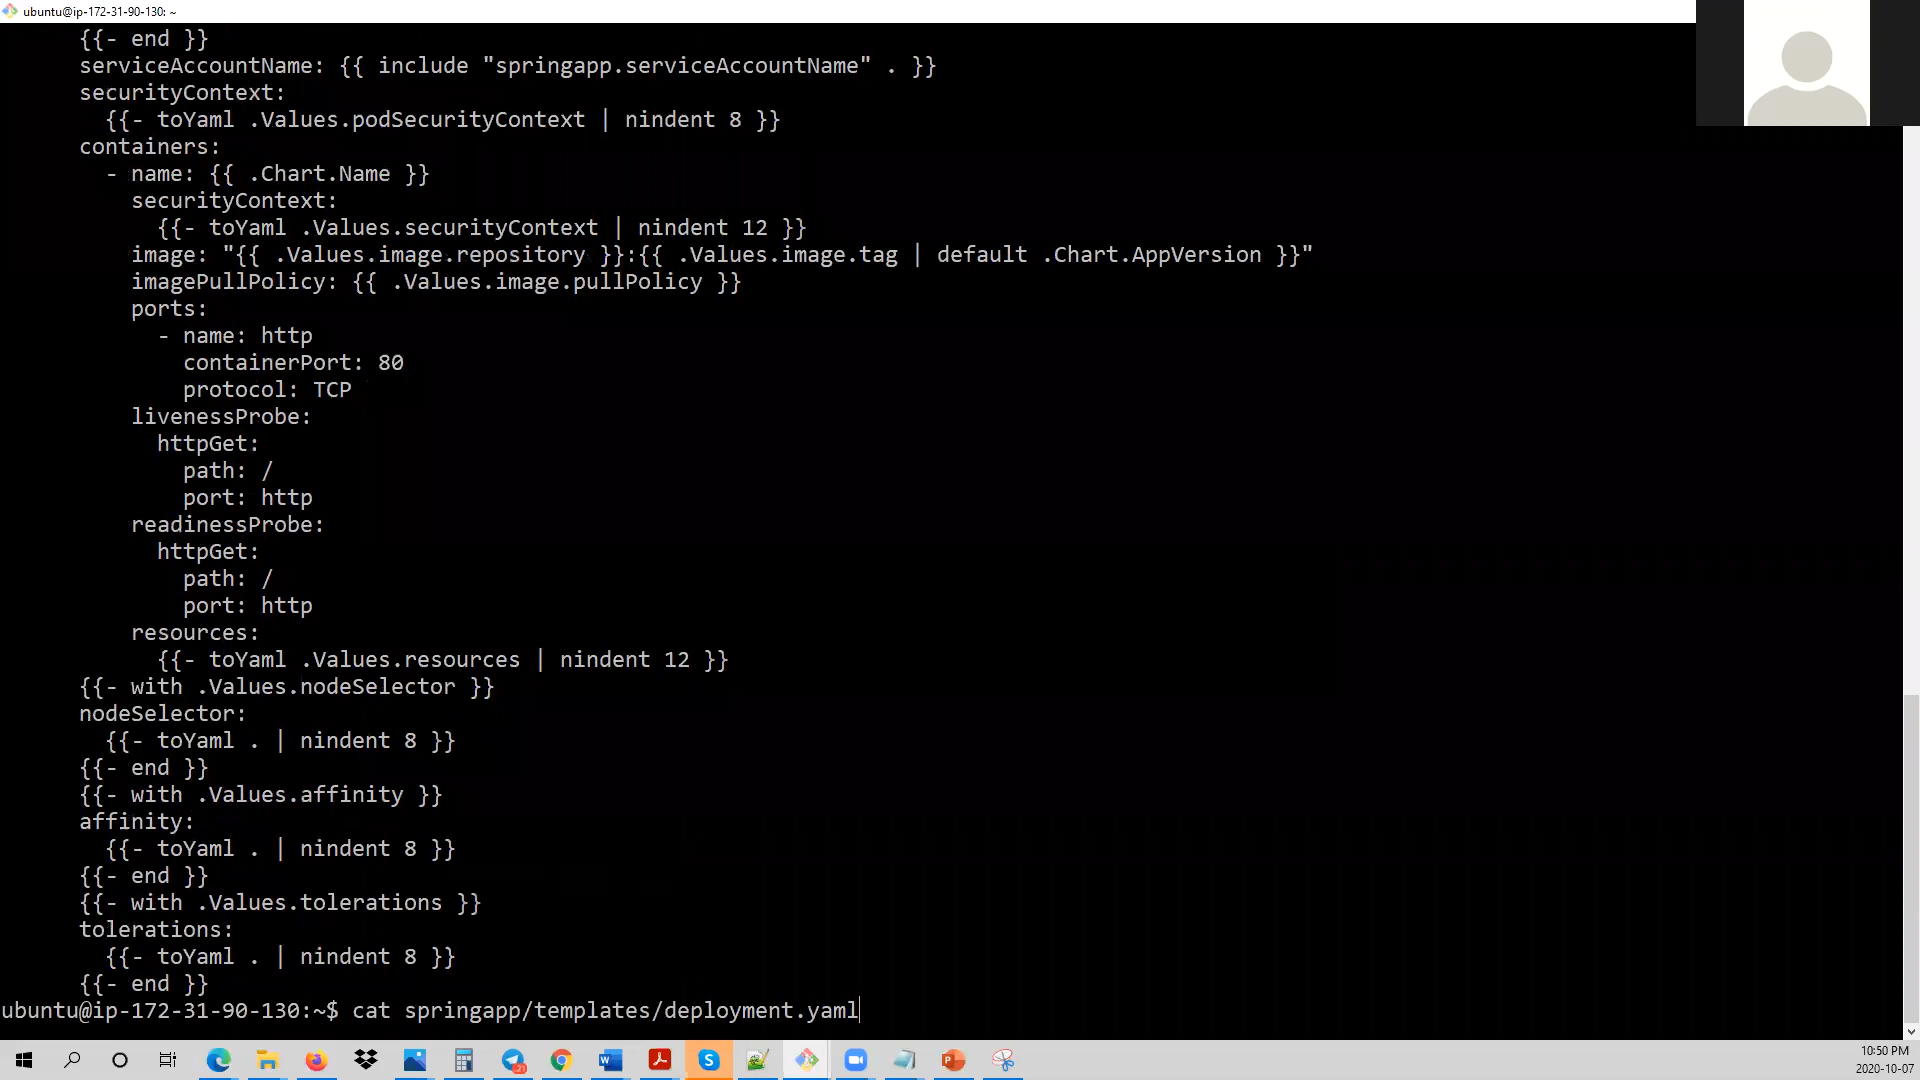 ubuntu@ip-172-31-90-130: ~
{{- end }}
serviceAccountName: {{ include "springapp.serviceAccountName" . }}
securityContext:
{{- toYaml .Values.podSecurityContext | nindent 8 }}
containers:
- name: {{ .Chart.Name }}
securityContext:
{{- toYaml .Values.securityContext | nindent 12 }}
image: "{{ .Values.image.repository }}:{{ .Values.image.tag | default .Chart.AppVersion }}"
imagePullPolicy: {{ .Values.image.pullPolicy }}
ports:
- name: http
containerPort: 80
protocol: TCP
livenessProbe:
httpGet:
path: /
port: http
readinessProbe:
httpGet:
path: /
port: http
resources:
{{- toYaml .Values.resources | nindent 12 }}
{{- with .Values.nodeSelector }}
nodeSelector:
{{- toYaml . | nindent 8 }}
{{- end }}
{{- with .Values.affinity }}
affinity:
{{- toYaml . | nindent 8 }}
{{- end }}
{{- with .Values.tolerations }}
tolerations:
{{- toYaml . | nindent 8 }}
{{- end }}
ubuntu@ip-172-31-90-130:~$ cat springapp/templates/deployment.yaml
10:50 PM
2020-10-07